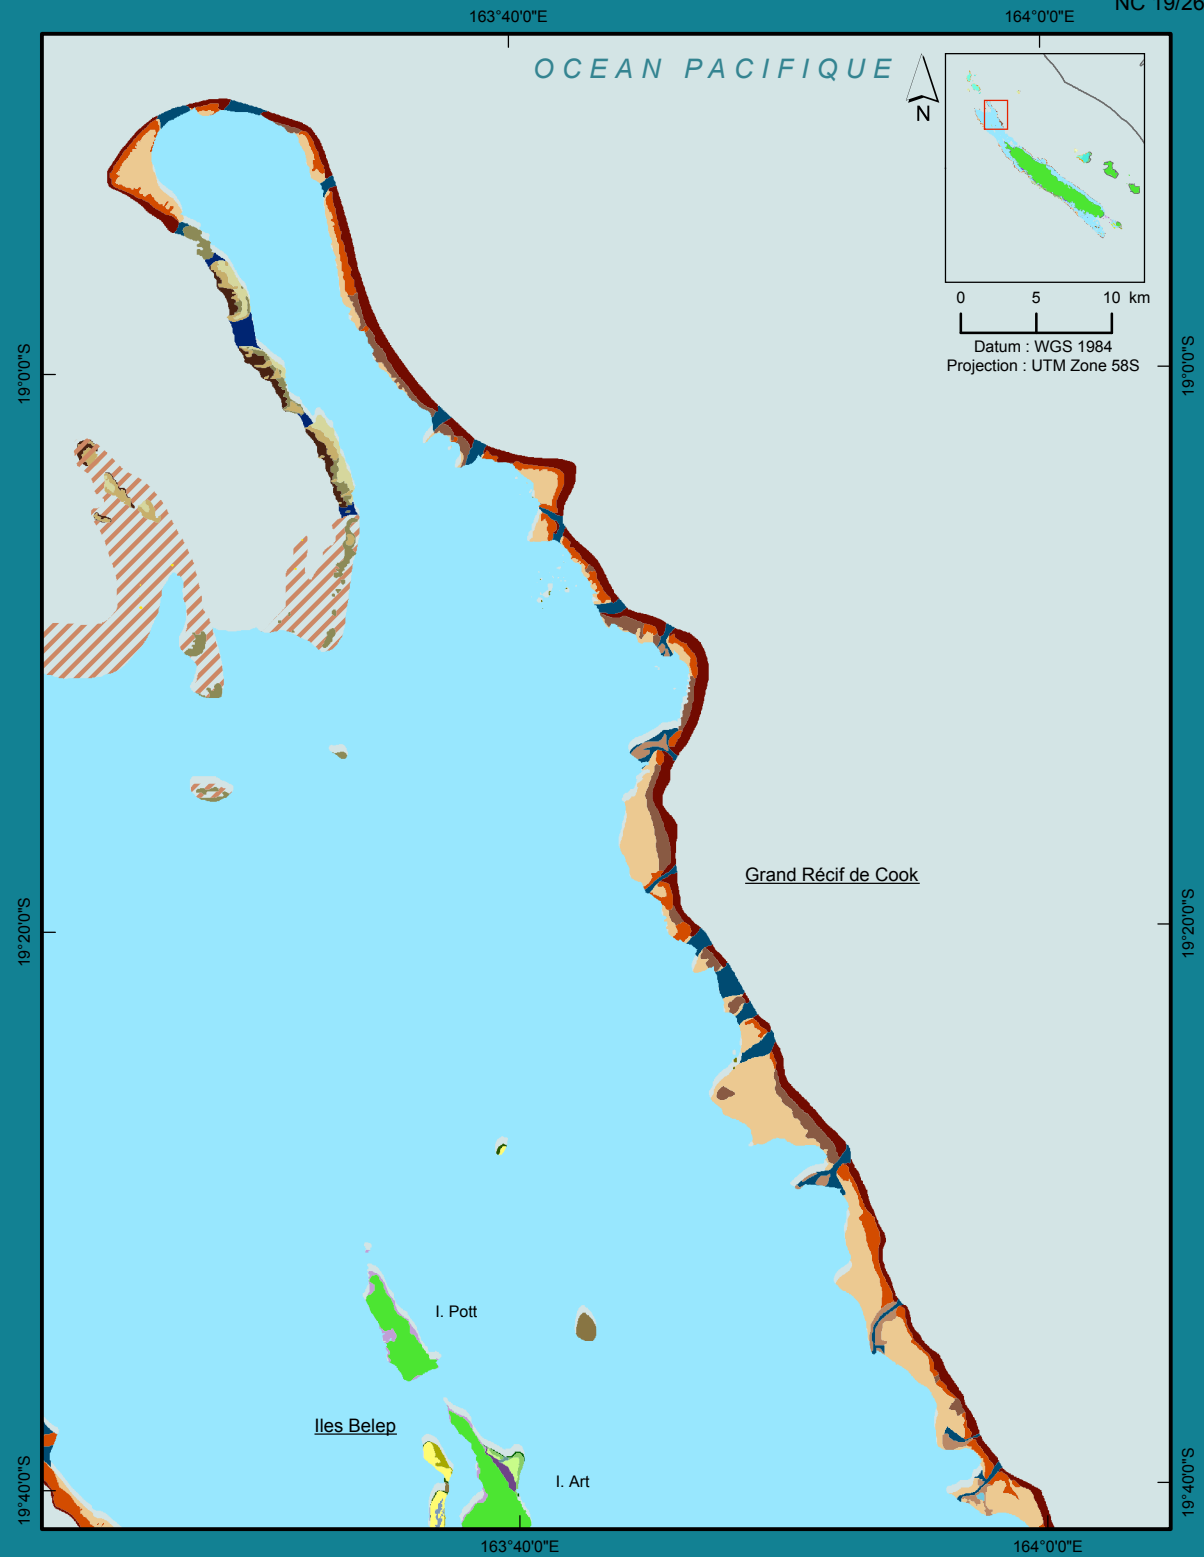 NC 19/26
163°40'0"E
164°0'0"E
OCEAN PACIFIQUE
N
0 5 10 km
Datum : WGS 1984
Projection : UTM Zone 58S
19°0'0"S
19°0'0"S
Grand Récif de Cook
19°20'0"S
19°20'0"S
I. Pott
Iles Belep
I. Art
19°40'0"S
19°40'0"S
163°40'0"E
164°0'0"E